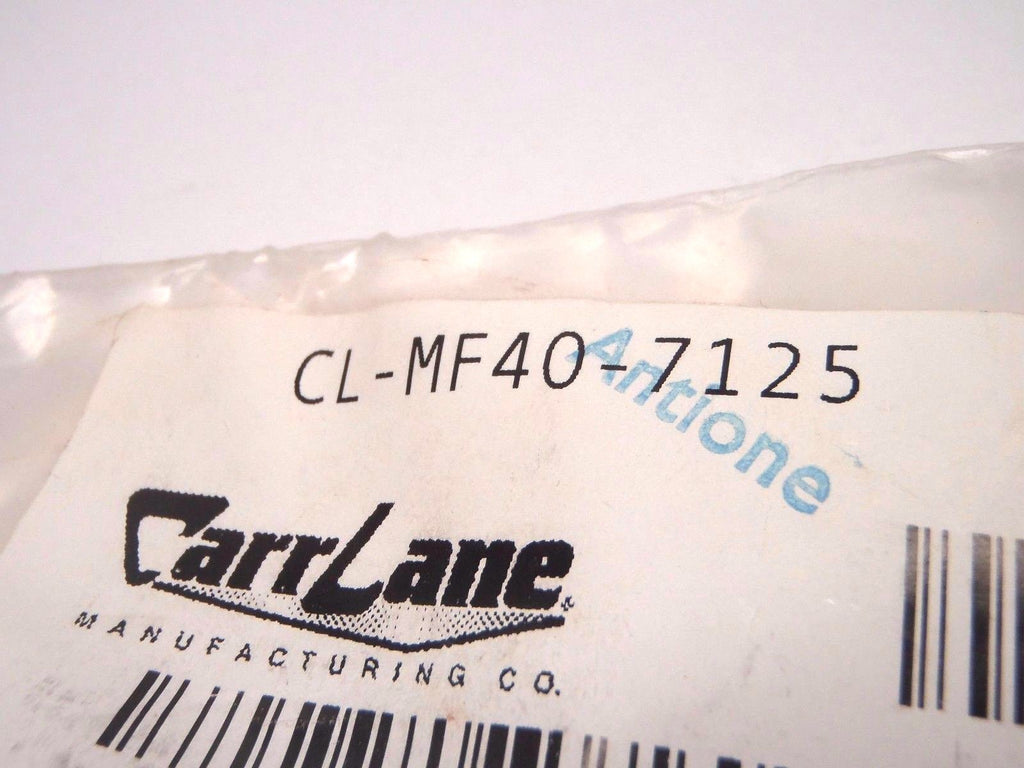 CL-MF40-7125
Antione
CarrLane
MANUFACTURING CO.